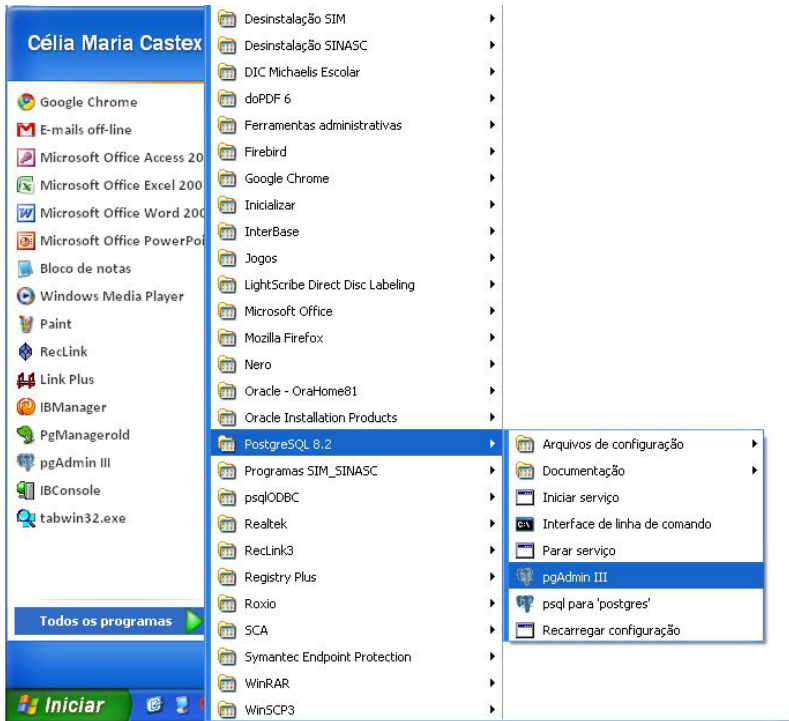 Célia Maria Castex
Google Chrome
E-mails off-line
Microsoft Office Access 20
Microsoft Office Excel 200
Microsoft Office Word 200
Microsoft Office PowerPoi
Bloco de notas
Windows Media Player
Paint
RecLink
Link Plus
IBManager
PgManagerold
pgAdmin III
IBConsole
tabwin32.exe
Todos os programas
Iniciar
Desinstalação SIM
Desinstalação SINASC
DIC Michaelis Escolar
doPDF 6
Ferramentas administrativas
Firebird
Google Chrome
Inicializar
InterBase
Jogos
LightScribe Direct Disc Labeling
Microsoft Office
Mozilla Firefox
Nero
Oracle - OraHome81
Oracle Installation Products
PostgreSQL 8.2
Programas SIM_SINASC
psqlODBC
Realtek
RecLink3
Registry Plus
Roxio
SCA
Symantec Endpoint Protection
WinRAR
WinSCP3
Arquivos de configuração
Documentação
Iniciar serviço
Interface de linha de comando
Parar serviço
pgAdmin III
psql para 'postgres'
Recarregar configuração